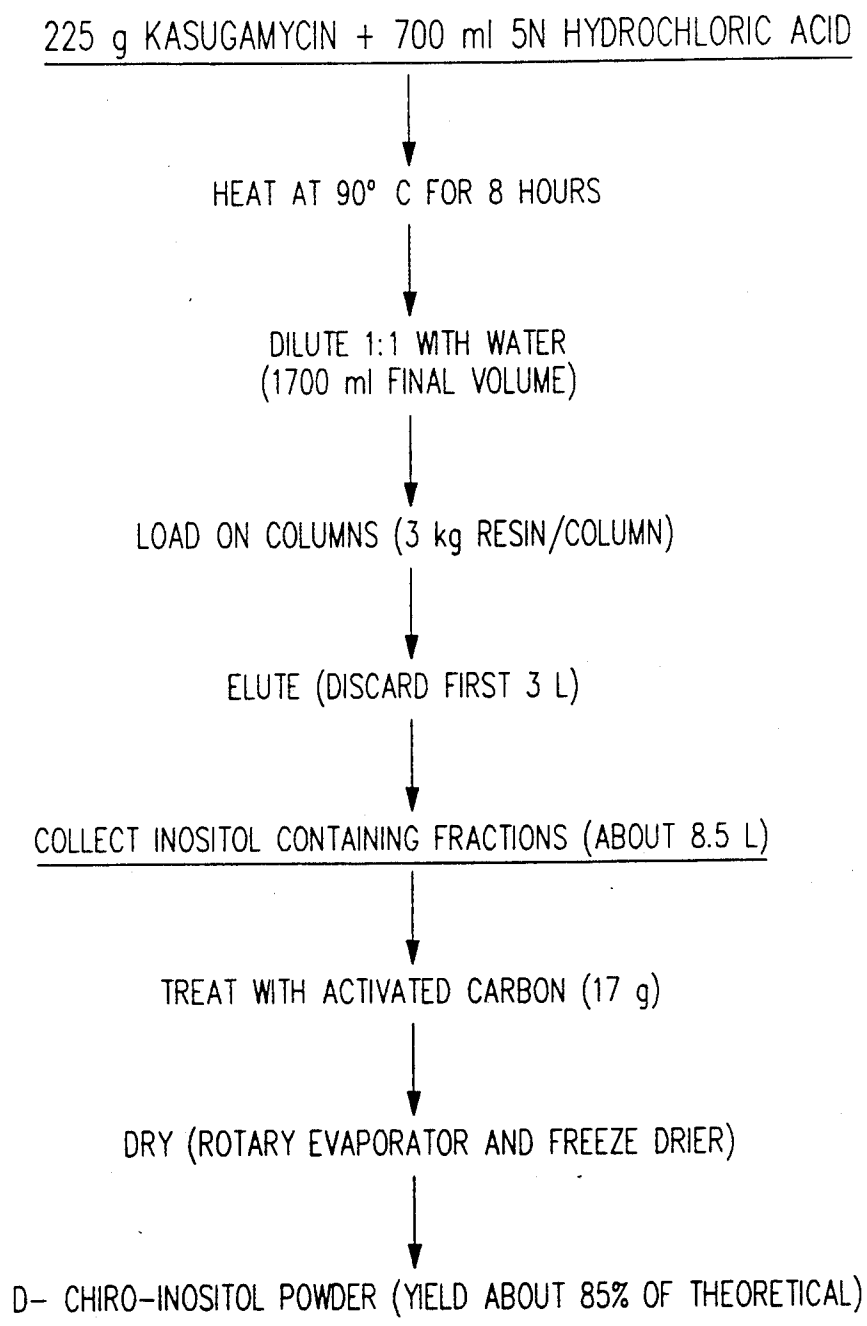 225 g KASUGAMYCIN + 700 ml 5N HYDROCHLORIC ACID
HEAT AT 90° C FOR 8 HOURS
DILUTE 1:1 WITH WATER
(1700 ml FINAL VOLUME)
LOAD ON COLUMNS (3 kg RESIN/COLUMN)
ELUTE (DISCARD FIRST 3 L)
COLLECT INOSITOL CONTAINING FRACTIONS (ABOUT 8.5 L)
TREAT WITH ACTIVATED CARBON (17 g)
DRY (ROTARY EVAPORATOR AND FREEZE DRIER)
D- CHIRO-INOSITOL POWDER (YIELD ABOUT 85% OF THEORETICAL)